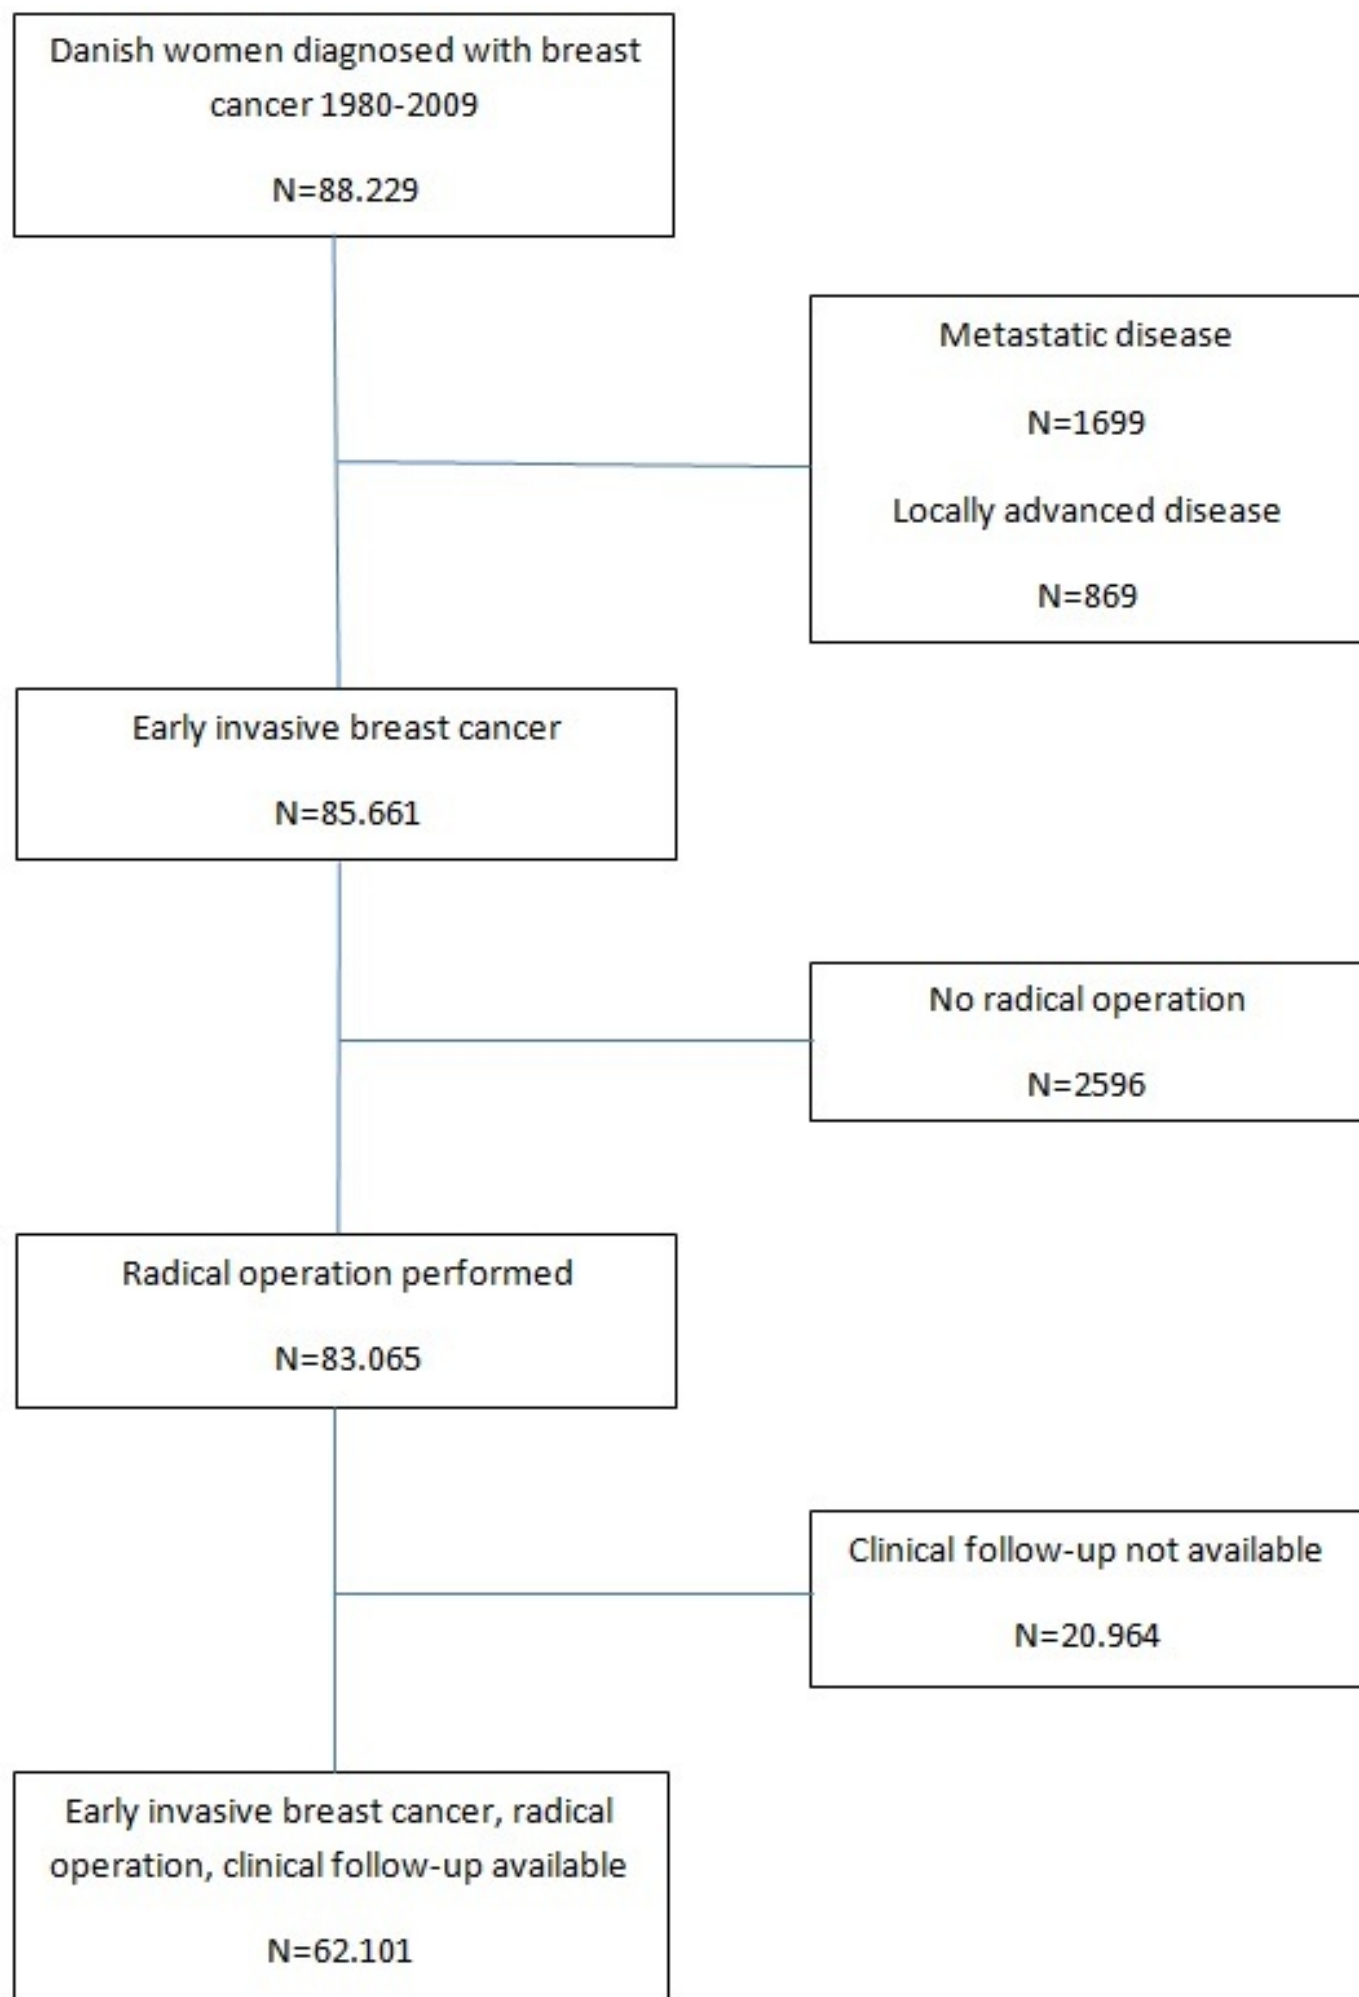 Danish women diagnosed with breast
cancer 1980-2009
N=88.229
Metastatic disease
N=1699
Locally advanced disease
N=869
Early invasive breast cancer
N=85.661
No radical operation
N=2596
Radical operation performed
N=83.065
Clinical follow-up not available
N=20.964
Early invasive breast cancer, radical
operation, clinical follow-up available
N=62.101